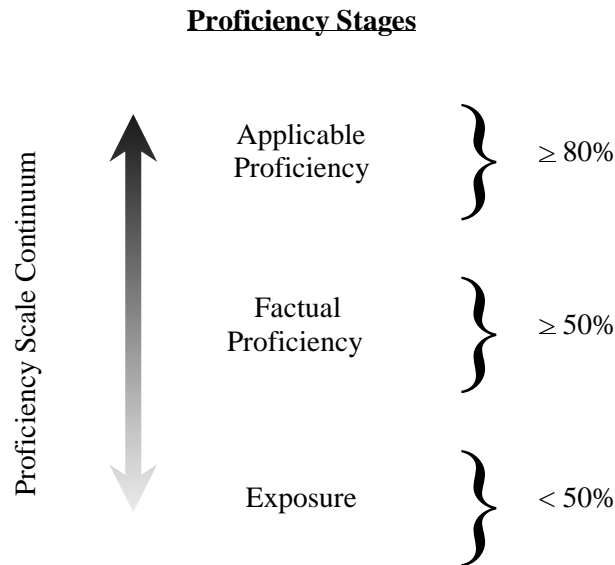 Proficiency Stages
Proficiency Scale Continuum
Applicable
Proficiency
≥ 80%
Factual
Proficiency
≥ 50%
Exposure
< 50%